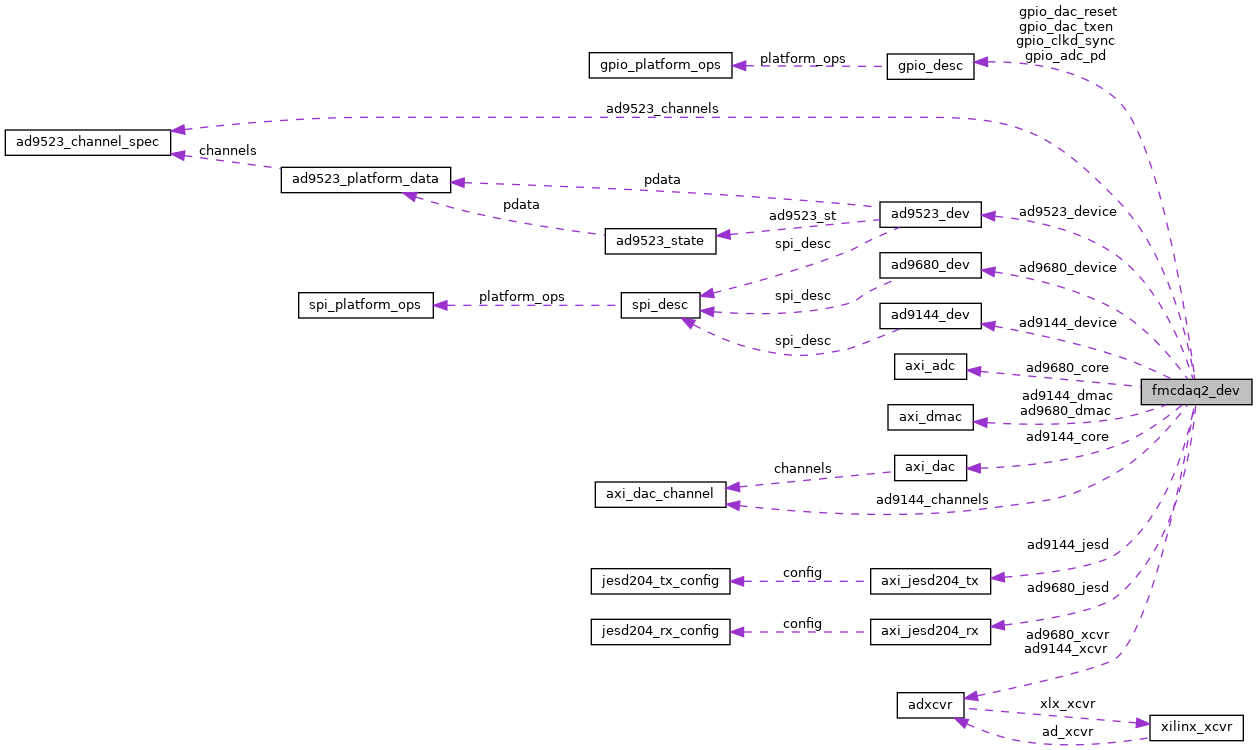 gpio_dac_reset
gpio_dac_txen
gpio_clkd_sync
gpio_adc_pd
gpio_platform_ops
platform_ops
gpio_desc
ad9523_channels
ad9523_channel_spec
channels
ad9523_platform_data
pdata
pdata
ad9523_st
ad9523_dev
ad9523_device
ad9523_state
spi_desc
ad9680_dev
ad9680_device
spi_platform_ops
platform_ops
spi_desc
spi_desc
ad9144_dev
ad9144_device
spi_desc
axi_adc
ad9680_core
fmcdaq2_dev
ad9144_dmac
ad9680_dmac
axi_dmac
ad9144_core
axi_dac
channels
axi_dac_channel
ad9144_channels
ad9144_jesd
jesd204_tx_config
config
axi_jesd204_tx
ad9680_jesd
jesd204_rx_config
config
axi_jesd204_rx
ad9680_xcvr
ad9144_xcvr
adxcvr
xlx_xcvr
ad_xcvr
xilinx_xcvr